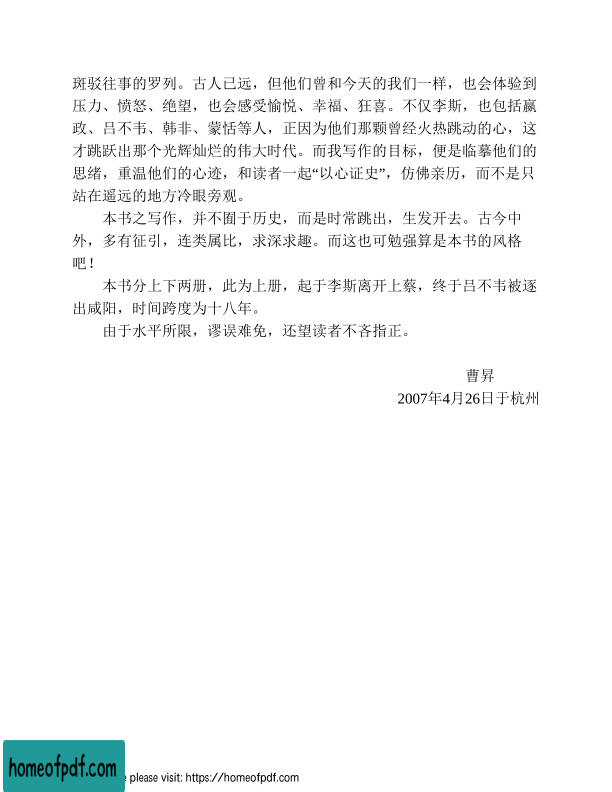 斑驳往事的罗列。古人已远，但他们曾和今天的我们一样，也会体验到
压力、愤怒、绝望，也会感受愉悦、幸福、狂喜。不仅李斯，也包括嬴
政、吕不韦、韩非、蒙恬等人，正因为他们那颗曾经火热跳动的心，这
才跳跃出那个光辉灿烂的伟大时代。而我写作的目标，便是临摹他们的
思绪，重温他们的心迹，和读者一起“以心证史”，仿佛亲历，而不是只
站在遥远的地方冷眼旁观。
本书之写作，并不囿于历史，而是时常跳出，生发开去。古今中
外，多有征引，连类属比，求深求趣。而这也可勉强算是本书的风格
吧！
本书分上下两册，此为上册，起于李斯离开上蔡，终于吕不韦被逐
出咸阳，时间跨度为十八年。
由于水平所限，谬误难免，还望读者不吝指正。
曹昇
2007年4月26日于杭州
homeofpdf.com
e please visit: https://homeofpdf.com